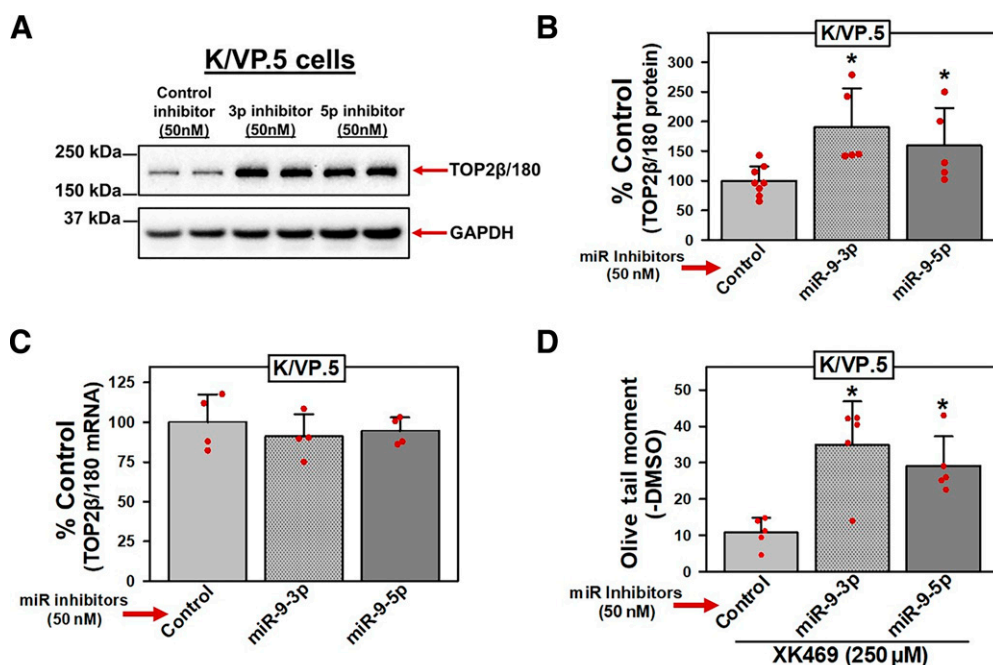 A
K/VP.5 cells
Control inhibitor (50nM)
3p inhibitor (50nM)
5p inhibitor (50nM)
250 kDa
150 kDa
37 kDa
TOP2β/180
GAPDH
B
K/VP.5
% Control
(TOP2β/180 protein)
300
250
200
150
100
50
0
*
*
miR Inhibitors
(50 nM)
Control
miR-9-3p
miR-9-5p
C
K/VP.5
% Control
(TOP2β/180 mRNA)
125
100
75
50
25
0
miR inhibitors
(50 nM)
Control
miR-9-3p
miR-9-5p
D
K/VP.5
Olive tail moment
(-DMSO)
50
40
30
20
10
0
*
*
miR Inhibitors
(50 nM)
Control
miR-9-3p
miR-9-5p
XK469 (250 µM)